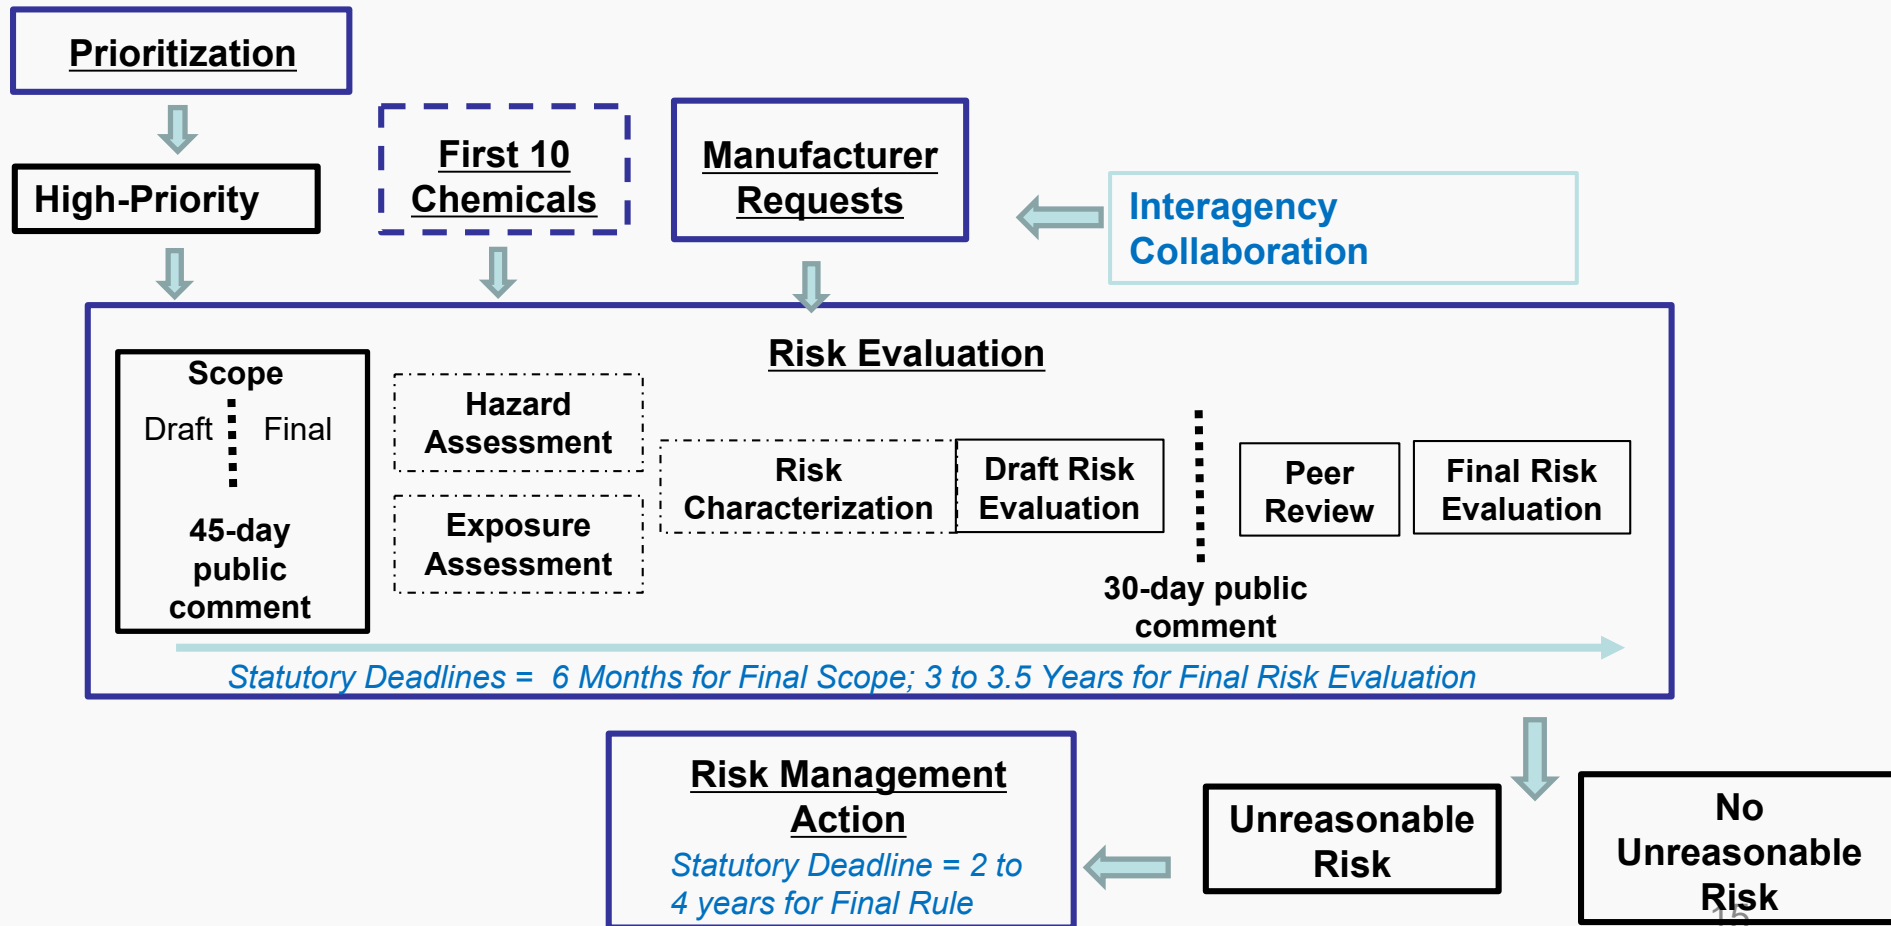 Prioritization
High-Priority
First 10
Chemicals
Manufacturer
Requests
Interagency
Collaboration
Risk Evaluation
Scope
Draft
Final
45-day
public
comment
Hazard
Assessment
Exposure
Assessment
Risk
Characterization
Draft Risk
Evaluation
30-day public
comment
Peer
Review
Final Risk
Evaluation
Statutory Deadlines = 6 Months for Final Scope; 3 to 3.5 Years for Final Risk Evaluation
Risk Management
Action
Statutory Deadline = 2 to
4 years for Final Rule
Unreasonable
Risk
No
Unreasonable
Risk
15